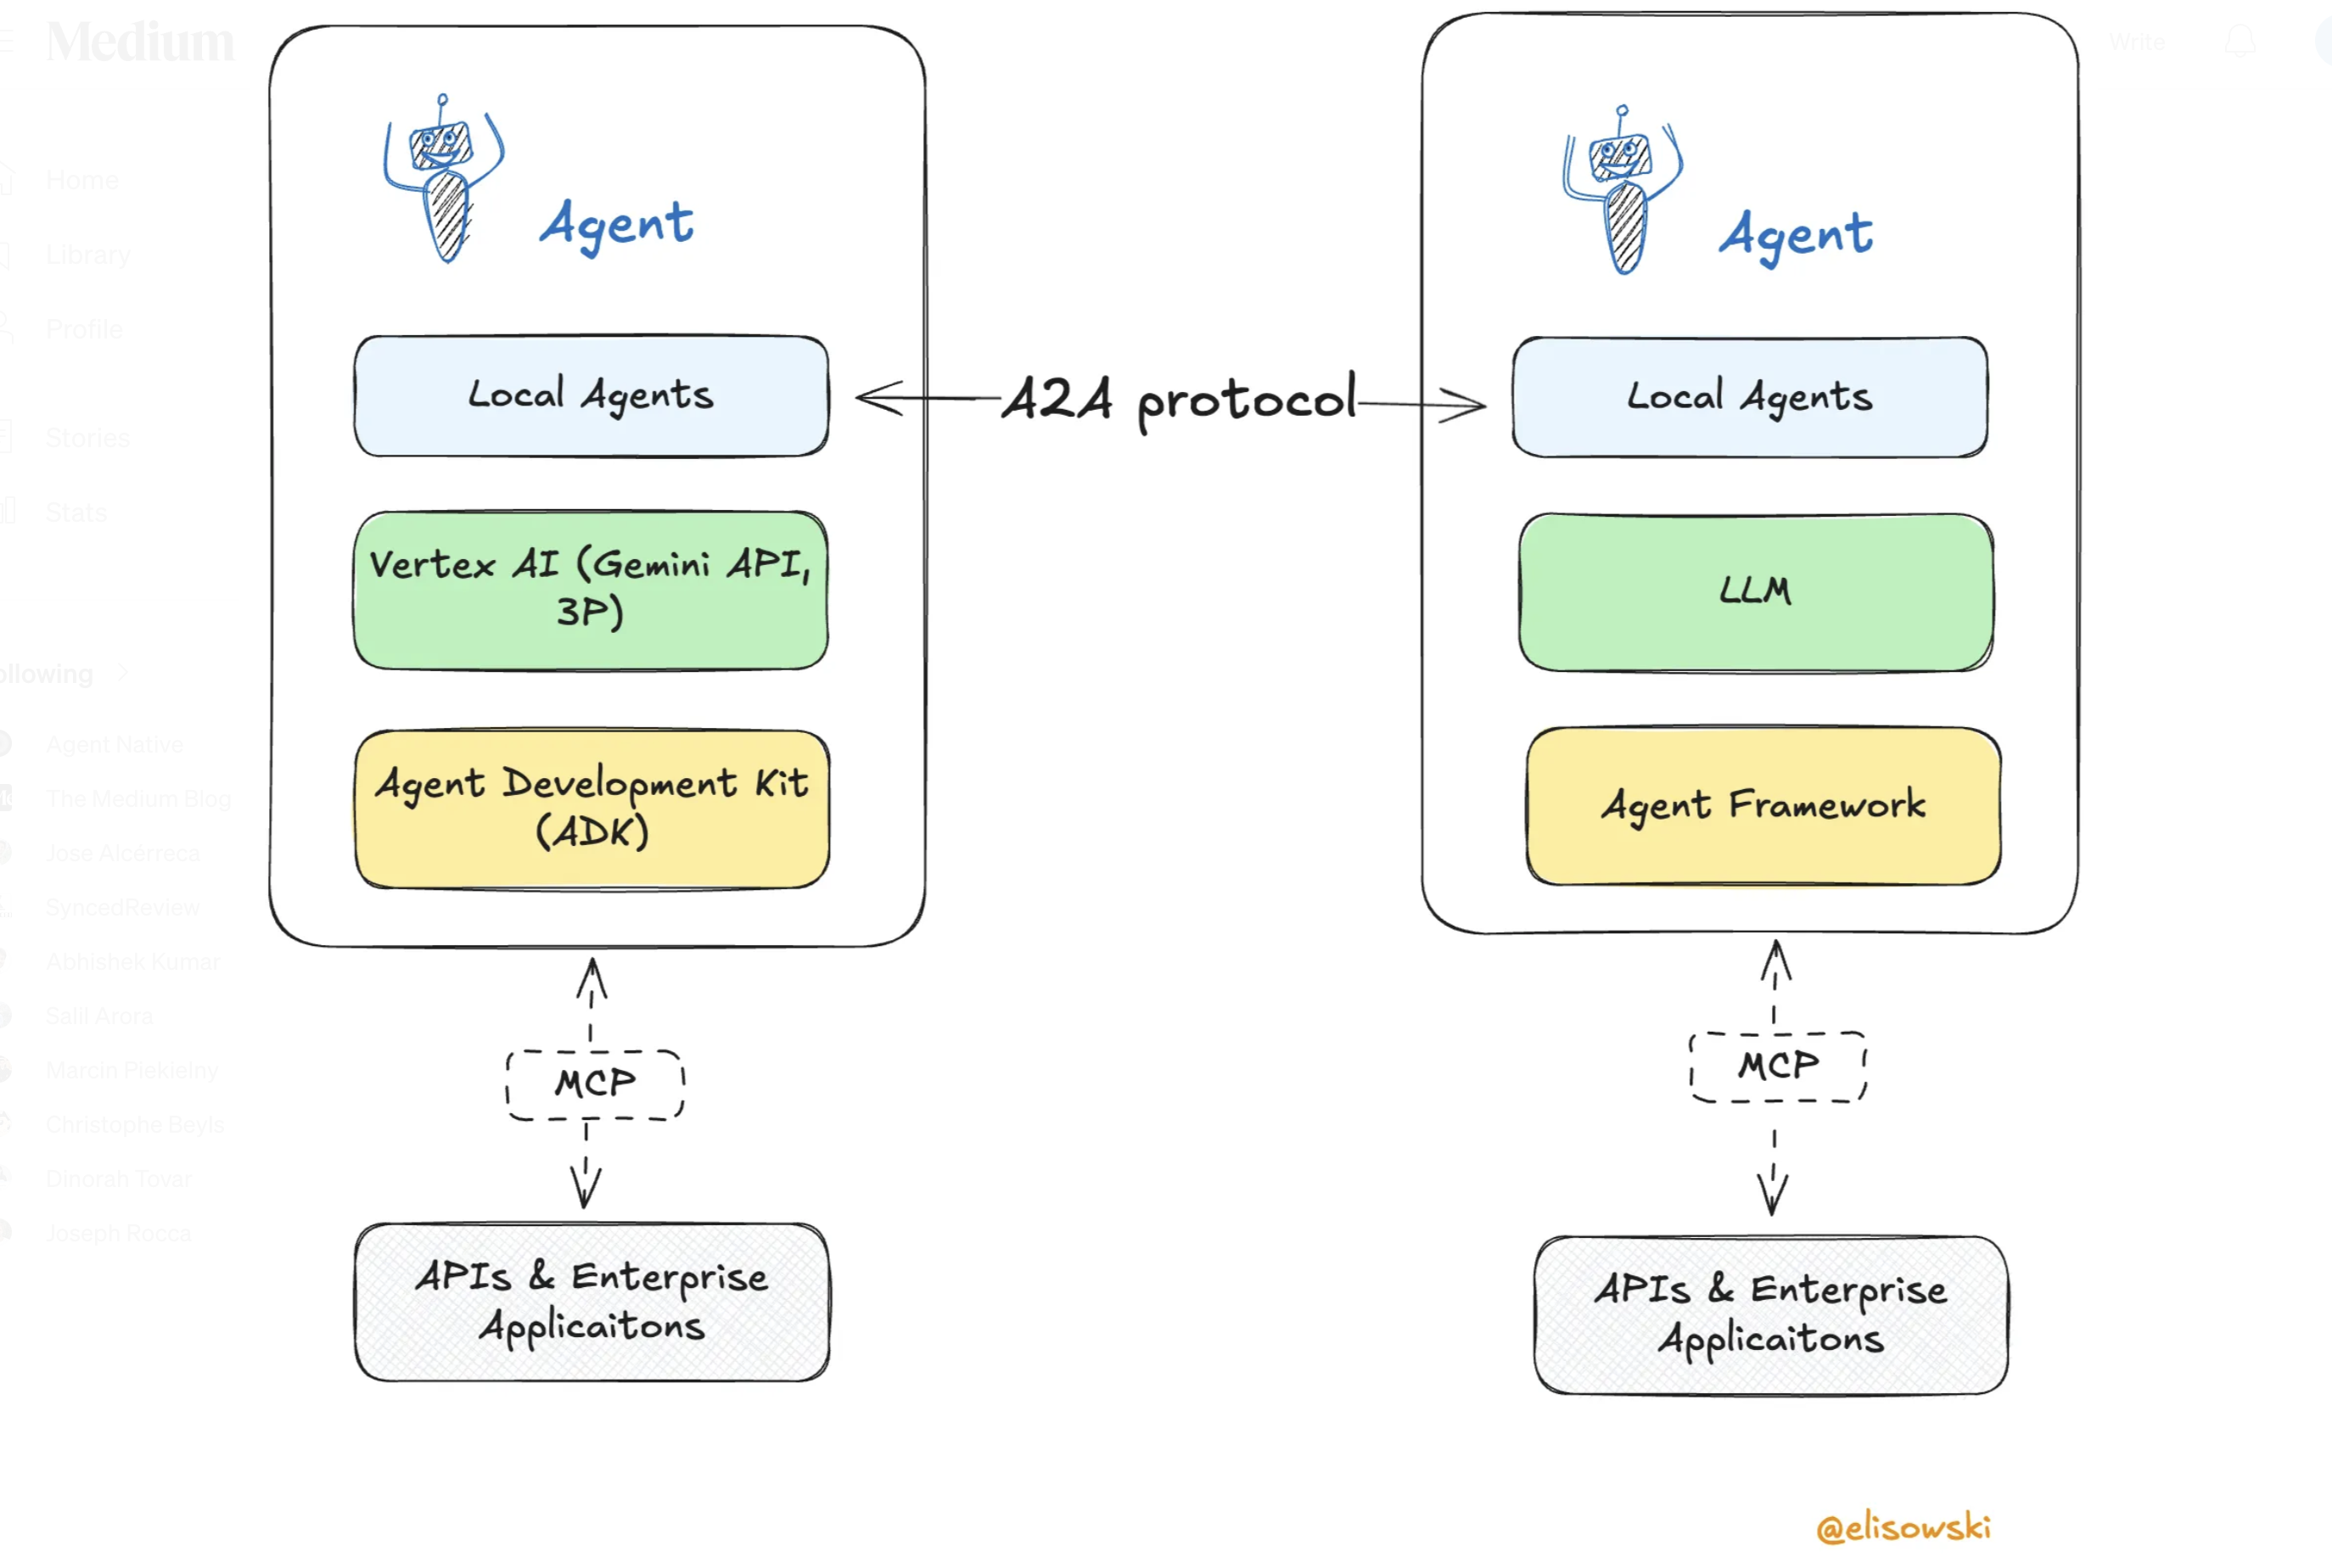 Medium
Write
Home
Library
Profile
Stories
Stats
ollowing
Agent Native
The Medium Blog
Jose Alcérreca
SyncedReview
Abhishek Kumar
Salil Arora
Marcin Piekielny
Christophe Beyls
Dinorah Tovar
Joseph Rocca
Agent
Local Agents
Vertex AI (Gemini API,
3P)
Agent Development Kit
(ADK)
MCP
APIs & Enterprise
Applicaitons
A2A protocol
Agent
Local Agents
LLM
Agent Framework
MCP
APIs & Enterprise
Applicaitons
@elisowski